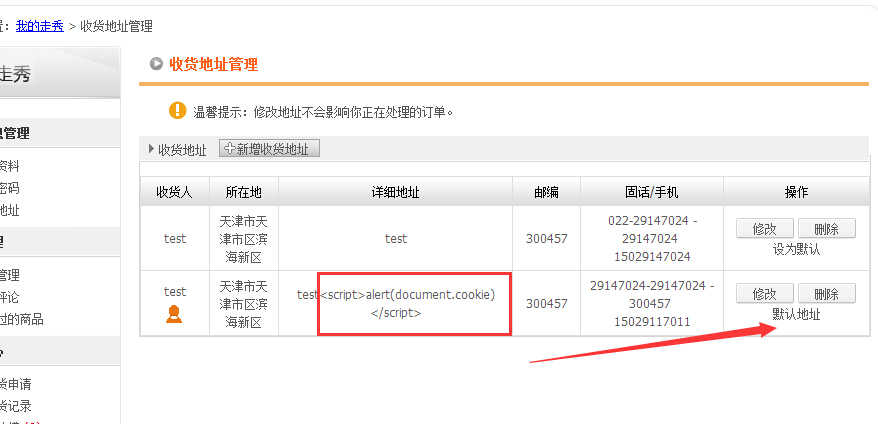 置：我的走秀 > 收货地址管理
走秀
收货地址管理
温馨提示：修改地址不会影响你正在处理的订单。
息管理
收货地址 新增收货地址
资料
密码
地址
收货人 所在地 详细地址 邮编 固话/手机 操作
test 天津市天 test 300457 022-29147024 - 修改 删除
津市区滨 29147024 设为默认
海新区 15029147024
理
管理
评论
过的商品
test 天津市天 test<script>alert(document.cookie) 300457 29147024-29147024 - 修改 删除
津市区滨 </script> 300457 默认地址
海新区 15029117011
货申请
货记录